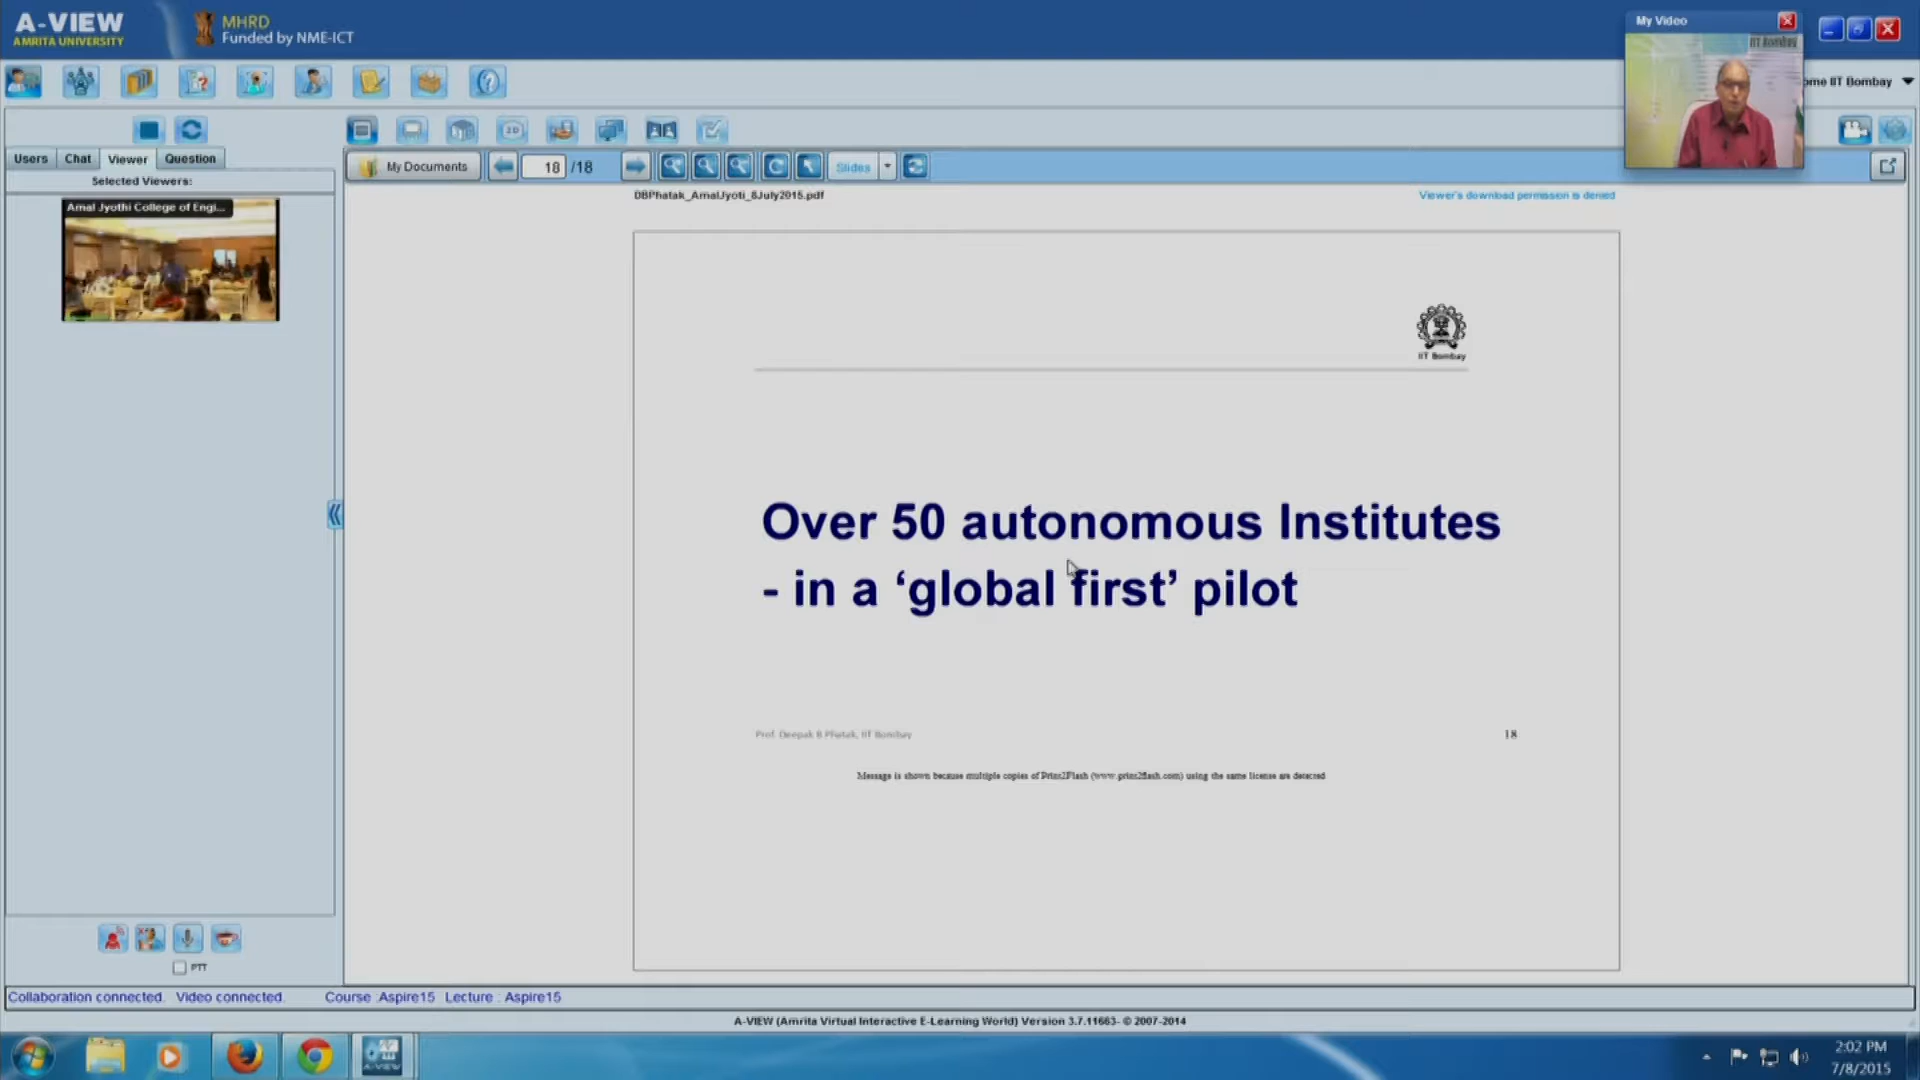 A-VIEW
AMRITA UNIVERSITY
MHRD
Funded by NME-ICT
My Video
IIT Bombay
ome IIT Bombay
Users Chat Viewer Question
My Documents
18 /18
Slides
Selected Viewers:
DBPhatak_AmalJyoti_8July2015.pdf
Viewer's download permission is denied
Amal Jyothi College of Engi...
2D
IIT Bombay
Over 50 autonomous Institutes
- in a ‘global first’ pilot
Prof. Deepak B Phatak, IIT Bombay
18
Message is shown because multiple copies of Print2Flash (www.print2flash.com) using the same license are detected
PTT
Collaboration connected. Video connected. Course : Aspire15 Lecture : Aspire15
A-VIEW (Amrita Virtual Interactive E-Learning World) Version 3.7.11663- © 2007-2014
A-VIEW
2:02 PM
7/8/2015